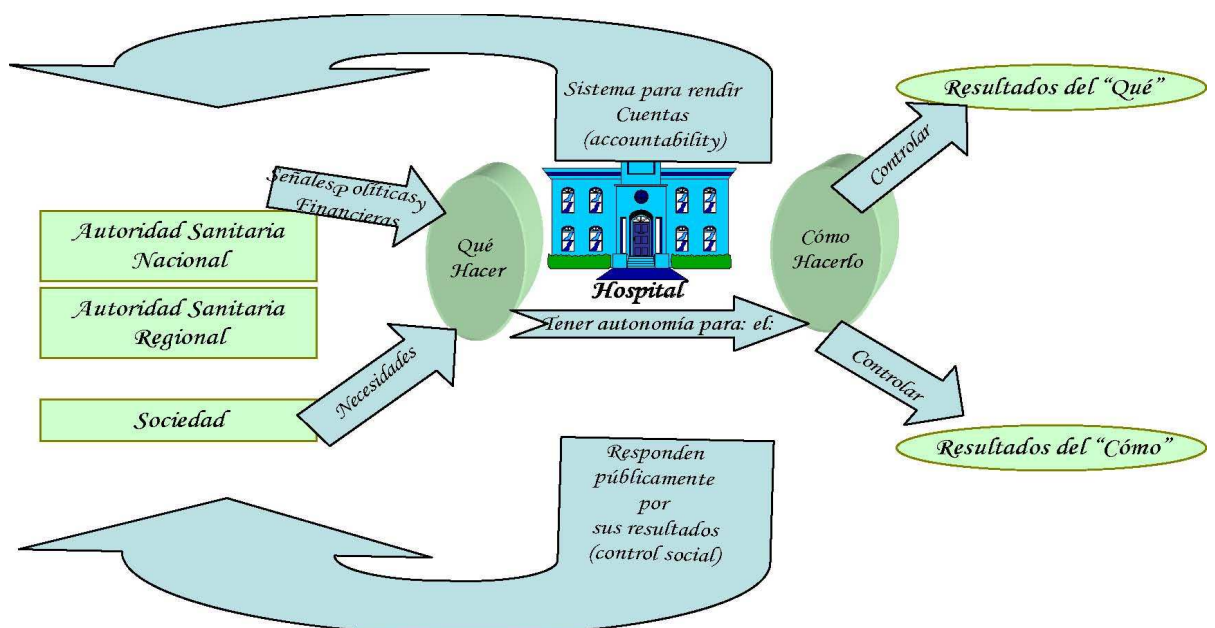 Sistema para rendir
Cuentas
(accountability)
Resultados del “Qué”
Controlar
Señales Políticas y
Financieras
Autoridad Sanitaria
Nacional
Qué
Hacer
Cómo
Hacerlo
Hospital
Autoridad Sanitaria
Regional
Tener autonomía para: el:
Necesidades
Controlar
Sociedad
Resultados del “Cómo”
Responden
públicamente
por
sus resultados
(control social)